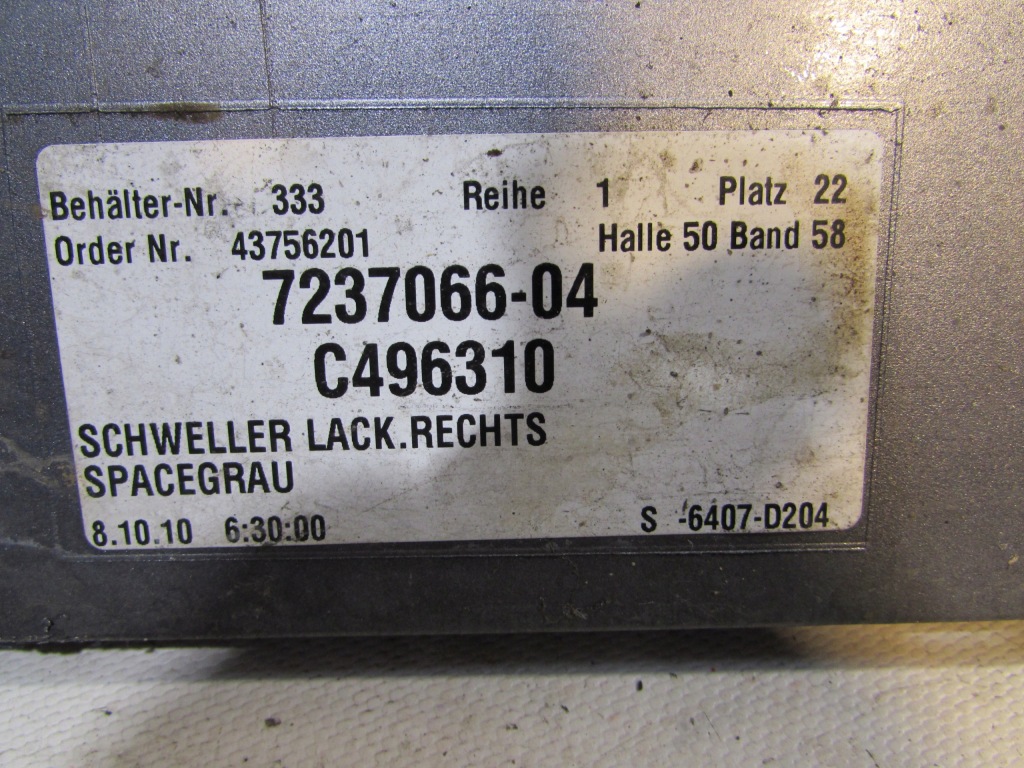 Behälter-Nr. 333 Reihe 1 Platz 22
Order Nr. 43756201 Halle 50 Band 58
7237066-04
C496310
SCHWELLER LACK.RECHTS
SPACEGRAU
8.10.10 6:30:00 S -6407-D204